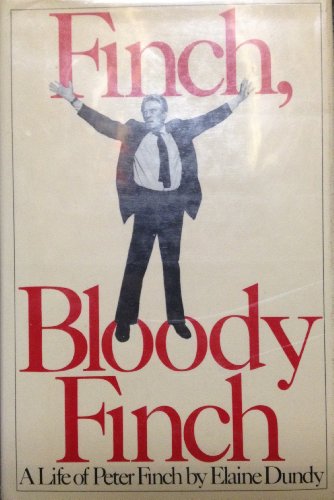 Finch,
Bloody
Finch
A Life of Peter Finch by Elaine Dundy